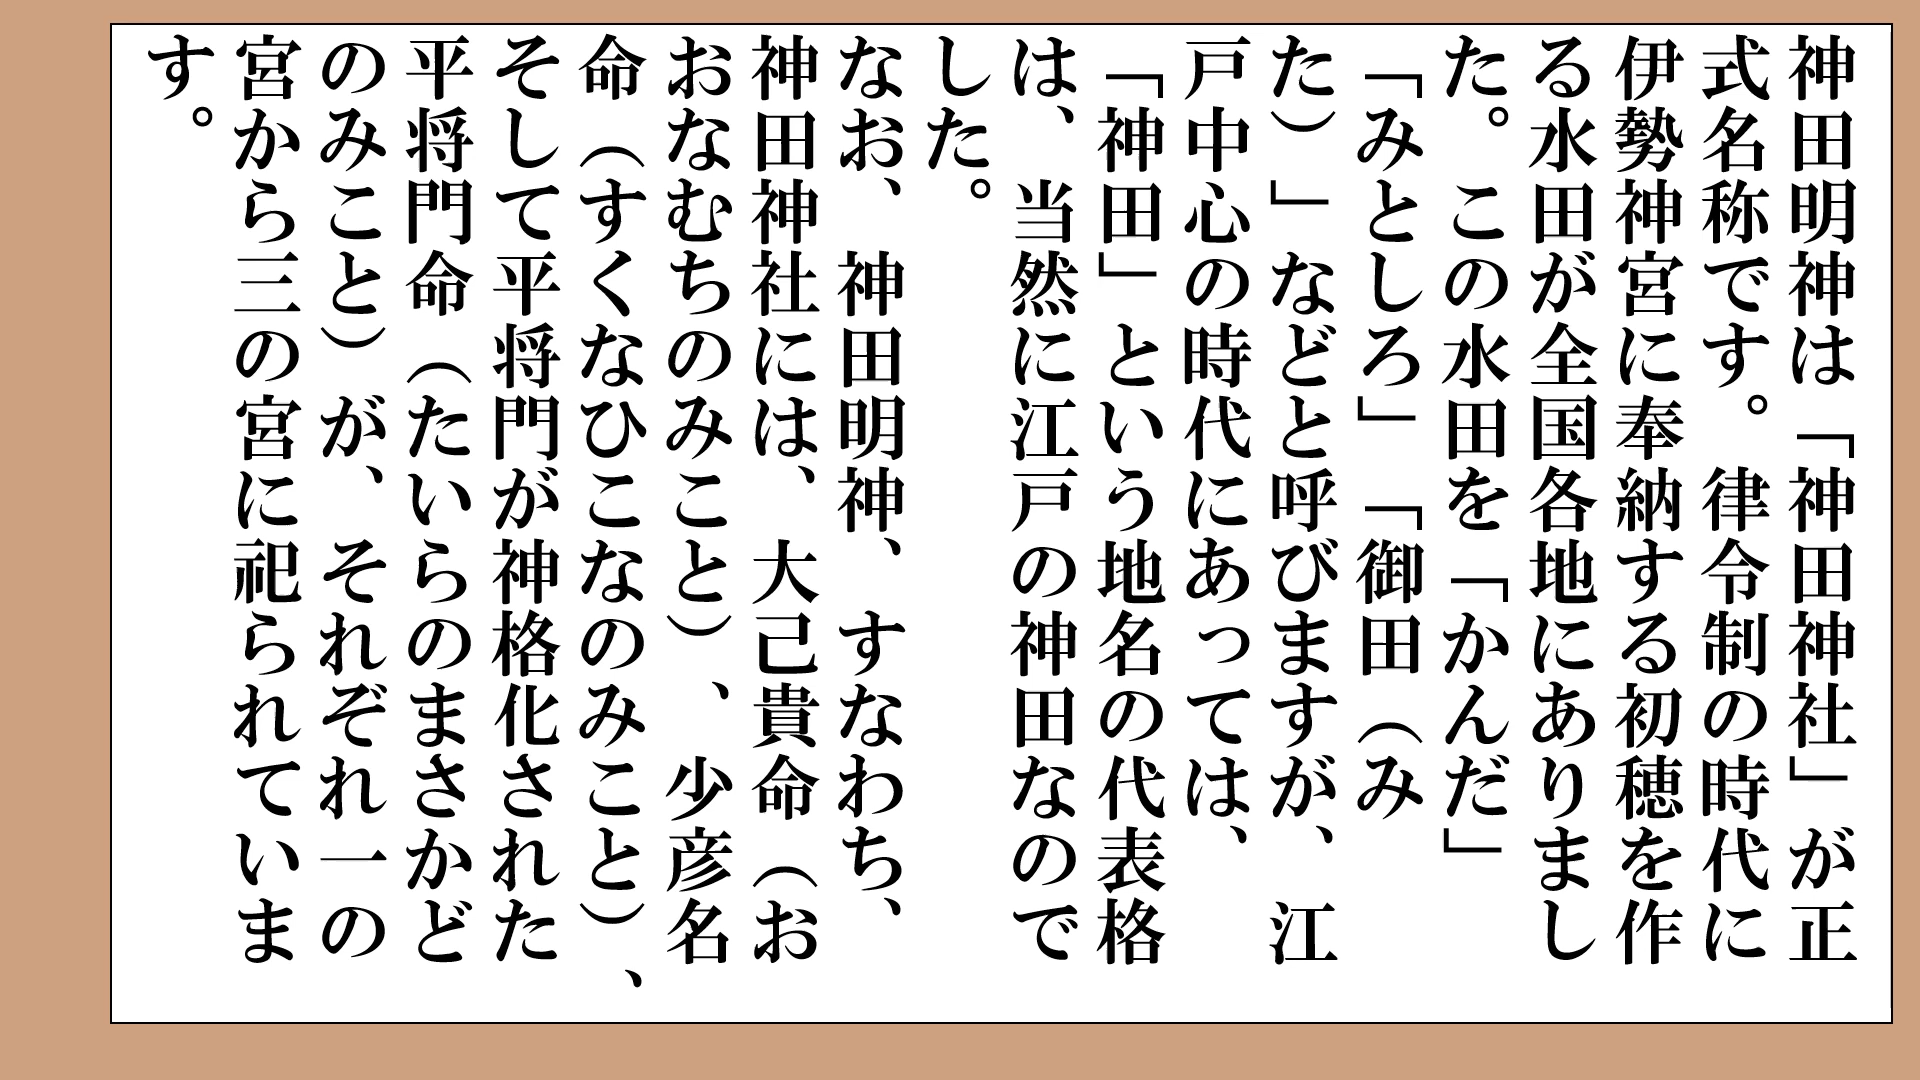 神田明神は「神田神社」が正
式名称です。律令制の時代に
伊勢神宮に奉納する初穂を作
る水田が全国各地にありまし
た。この水田を「かんだ」
「みとしろ」「御田（み
た）」などと呼びますが、江
戸中心の時代にあっては、
「神田」という地名の代表格
は、当然に江戸の神田なので
した。
なお、神田明神、すなわち、
神田神社には、大己貴命（お
おなむちのみこと）、少彦名
命（すくなひこなのみこと）、
そして平将門が神格化された
平将門命（たいらのまさかど
のみこと）が、それぞれ一の
宮から三の宮に祀られていま
す。